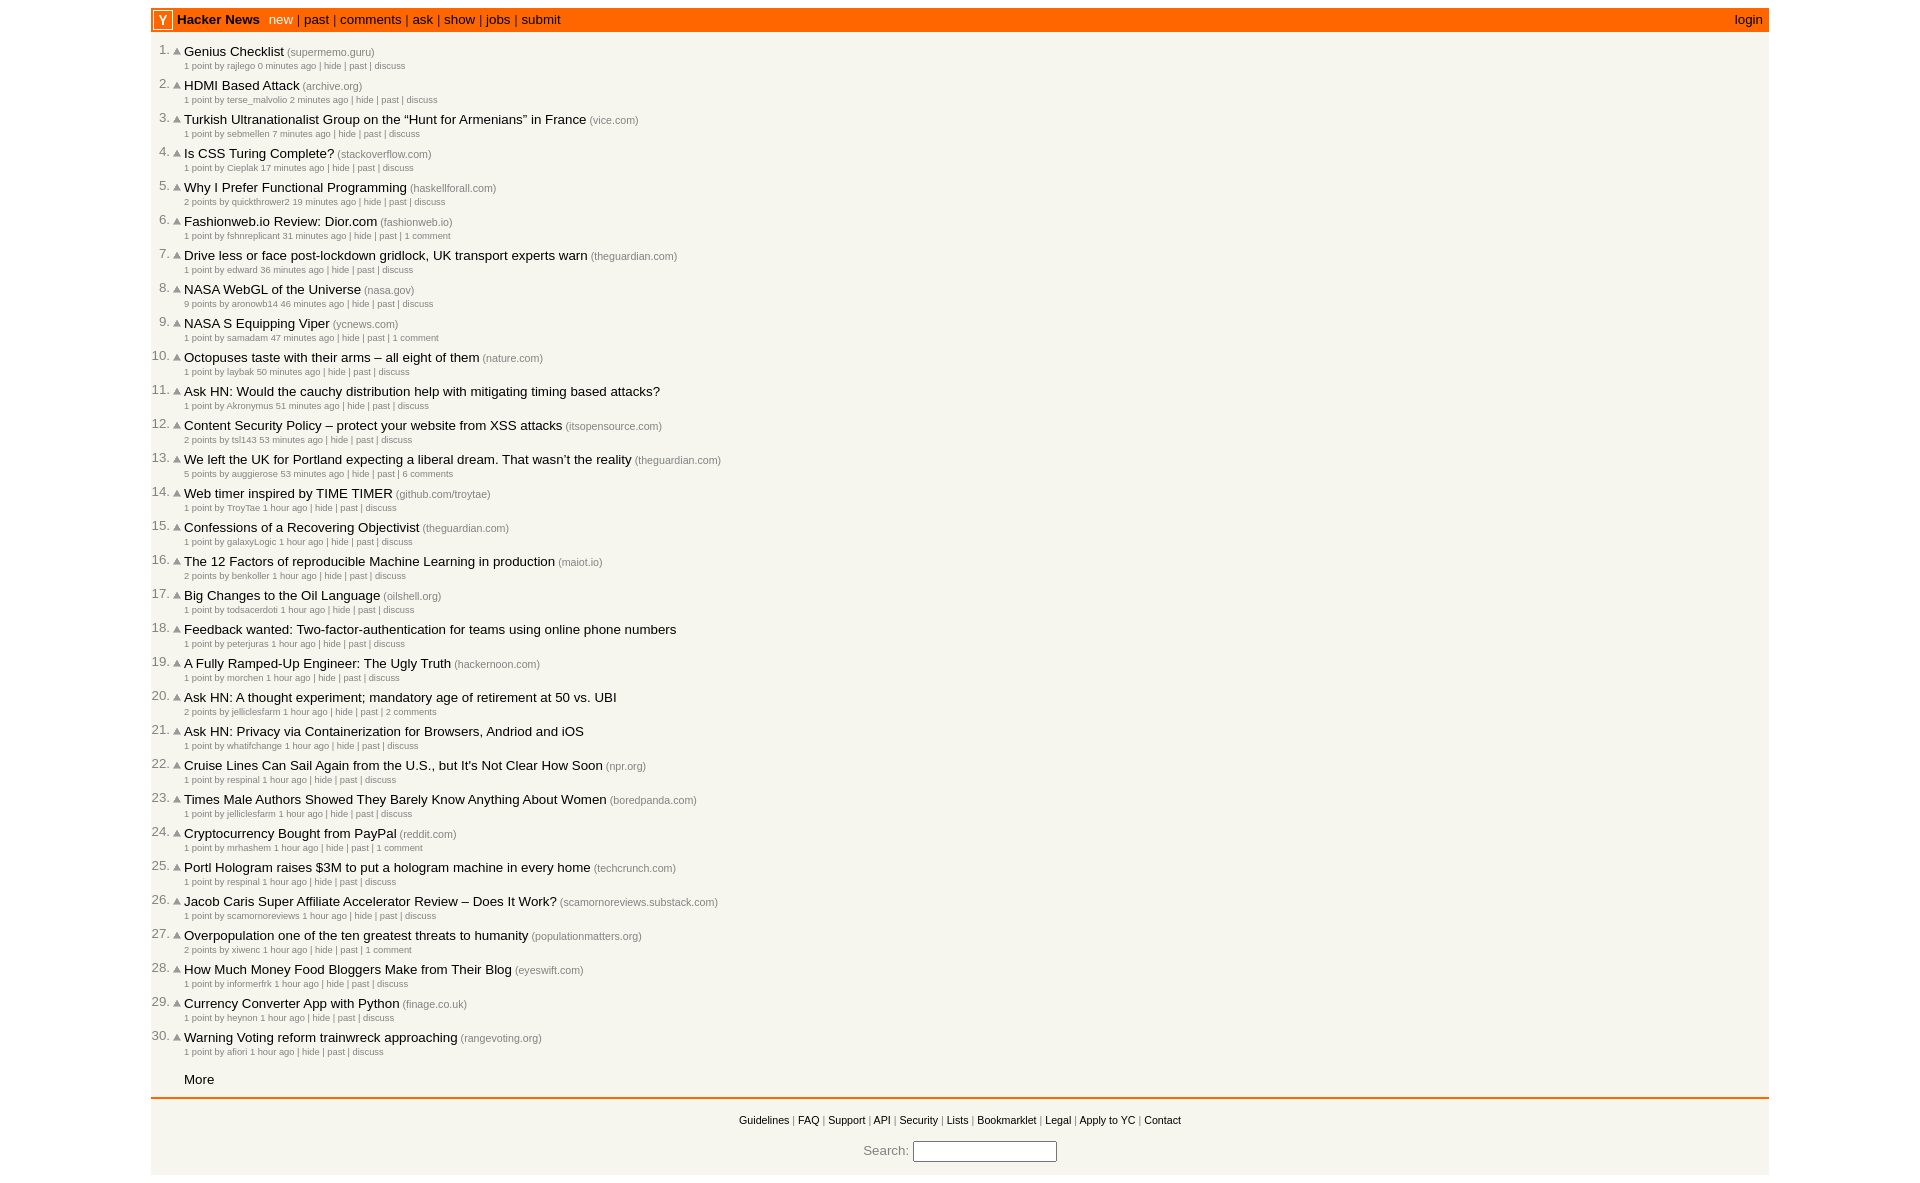 Y Hacker News new | past | comments | ask | show | jobs | submit login
1. Genius Checklist (supermemo.guru)
1 point by rajlego 0 minutes ago | hide | past | discuss
2. HDMI Based Attack (archive.org)
1 point by terse_malvolio 2 minutes ago | hide | past | discuss
3. Turkish Ultranationalist Group on the “Hunt for Armenians” in France (vice.com)
1 point by sebmellen 7 minutes ago | hide | past | discuss
4. Is CSS Turing Complete? (stackoverflow.com)
1 point by Cieplak 17 minutes ago | hide | past | discuss
5. Why I Prefer Functional Programming (haskellforall.com)
2 points by quickthrower2 19 minutes ago | hide | past | discuss
6. Fashionweb.io Review: Dior.com (fashionweb.io)
1 point by fshnreplicant 31 minutes ago | hide | past | 1 comment
7. Drive less or face post-lockdown gridlock, UK transport experts warn (theguardian.com)
1 point by edward 36 minutes ago | hide | past | discuss
8. NASA WebGL of the Universe (nasa.gov)
9 points by aronowb14 46 minutes ago | hide | past | discuss
9. NASA S Equipping Viper (ycnews.com)
1 point by samadam 47 minutes ago | hide | past | 1 comment
10. Octopuses taste with their arms – all eight of them (nature.com)
1 point by laybak 50 minutes ago | hide | past | discuss
11. Ask HN: Would the cauchy distribution help with mitigating timing based attacks?
1 point by Akronymus 51 minutes ago | hide | past | discuss
12. Content Security Policy – protect your website from XSS attacks (itsopensource.com)
2 points by tsl143 53 minutes ago | hide | past | discuss
13. We left the UK for Portland expecting a liberal dream. That wasn’t the reality (theguardian.com)
5 points by auggierose 53 minutes ago | hide | past | 6 comments
14. Web timer inspired by TIME TIMER (github.com/troytae)
1 point by TroyTae 1 hour ago | hide | past | discuss
15. Confessions of a Recovering Objectivist (theguardian.com)
1 point by galaxyLogic 1 hour ago | hide | past | discuss
16. The 12 Factors of reproducible Machine Learning in production (maiot.io)
2 points by benkoller 1 hour ago | hide | past | discuss
17. Big Changes to the Oil Language (oilshell.org)
1 point by todsacerdoti 1 hour ago | hide | past | discuss
18. Feedback wanted: Two-factor-authentication for teams using online phone numbers
1 point by peterjuras 1 hour ago | hide | past | discuss
19. A Fully Ramped-Up Engineer: The Ugly Truth (hackernoon.com)
1 point by morchen 1 hour ago | hide | past | discuss
20. Ask HN: A thought experiment; mandatory age of retirement at 50 vs. UBI
2 points by jelliclesfarm 1 hour ago | hide | past | 2 comments
21. Ask HN: Privacy via Containerization for Browsers, Andriod and iOS
1 point by whatifchange 1 hour ago | hide | past | discuss
22. Cruise Lines Can Sail Again from the U.S., but It's Not Clear How Soon (npr.org)
1 point by respinal 1 hour ago | hide | past | discuss
23. Times Male Authors Showed They Barely Know Anything About Women (boredpanda.com)
1 point by jelliclesfarm 1 hour ago | hide | past | discuss
24. Cryptocurrency Bought from PayPal (reddit.com)
1 point by mrhashem 1 hour ago | hide | past | 1 comment
25. Portl Hologram raises $3M to put a hologram machine in every home (techcrunch.com)
1 point by respinal 1 hour ago | hide | past | discuss
26. Jacob Caris Super Affiliate Accelerator Review – Does It Work? (scamornoreviews.substack.com)
1 point by scamornoreviews 1 hour ago | hide | past | discuss
27. Overpopulation one of the ten greatest threats to humanity (populationmatters.org)
2 points by xiwenc 1 hour ago | hide | past | 1 comment
28. How Much Money Food Bloggers Make from Their Blog (eyeswift.com)
1 point by informerfrk 1 hour ago | hide | past | discuss
29. Currency Converter App with Python (finage.co.uk)
1 point by heynon 1 hour ago | hide | past | discuss
30. Warning Voting reform trainwreck approaching (rangevoting.org)
1 point by afiori 1 hour ago | hide | past | discuss
More
Guidelines | FAQ | Support | API | Security | Lists | Bookmarklet | Legal | Apply to YC | Contact
Search: